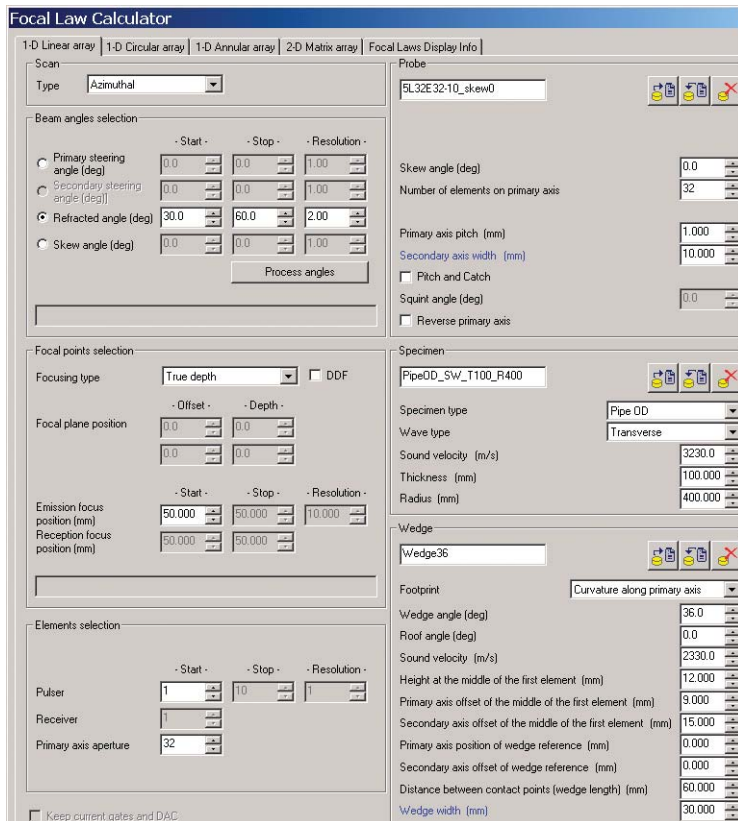 Focal Law Calculator
1-D Linear array | 1-D Circular array | 1-D Annular array | 2-D Matrix array | Focal Laws Display Info
Scan
Type Azimuthal
Beam angles selection
- Start - - Stop - - Resolution -
Primary steering angle (deg) 0.0 0.0 1.00
Secondary steering angle (deg)] 0.0 0.0 1.00
Refracted angle (deg) 30.0 60.0 2.00
Skew angle (deg) 0.0 0.0 1.00
Process angles
Focal points selection
Focusing type True depth DDF
- Offset - - Depth -
Focal plane position 0.0 0.0
0.0 0.0
- Start - - Stop - - Resolution -
Emission focus position (mm) 50.000 50.000 10.000
Reception focus position (mm) 50.000 50.000
Elements selection
- Start - - Stop - - Resolution -
Pulser 1 10 1
Receiver 1
Primary axis aperture 32
Keep current gates and DAC
Probe
5L32E32-10_skew0
Skew angle (deg) 0.0
Number of elements on primary axis 32
Primary axis pitch (mm) 1.000
Secondary axis width (mm) 10.000
Pitch and Catch
Squint angle (deg) 0.0
Reverse primary axis
Specimen
PipeOD_SW_T100_R400
Specimen type Pipe OD
Wave type Transverse
Sound velocity (m/s) 3230.0
Thickness (mm) 100.000
Radius (mm) 400.000
Wedge
Wedge36
Footprint Curvature along primary axis
Wedge angle (deg) 36.0
Roof angle (deg) 0.0
Sound velocity (m/s) 2330.0
Height at the middle of the first element (mm) 12.000
Primary axis offset of the middle of the first element (mm) 9.000
Secondary axis offset of the middle of the first element (mm) 15.000
Primary axis position of wedge reference (mm) 0.000
Secondary axis offset of wedge reference (mm) 0.000
Distance between contact points (wedge length) (mm) 60.000
Wedge width (mm) 30.000